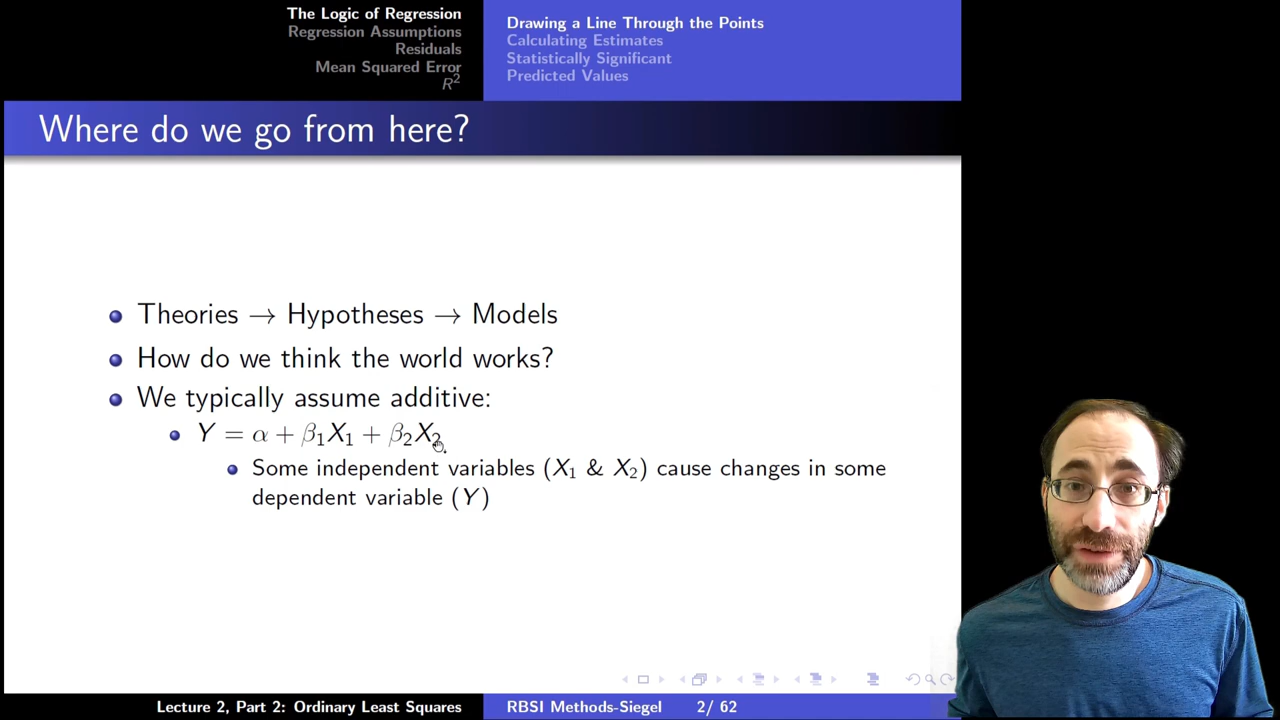 The Logic of Regression
Regression Assumptions
Residuals
Mean Squared Error
R²
Drawing a Line Through the Points
Calculating Estimates
Statistically Significant
Predicted Values
Where do we go from here?
Theories → Hypotheses → Models
How do we think the world works?
We typically assume additive:
Y = α + β₁X₁ + β₂X₂
Some independent variables (X₁ & X₂) cause changes in some
dependent variable (Y)
Lecture 2, Part 2: Ordinary Least Squares
RBSI Methods-Siegel
2/ 62